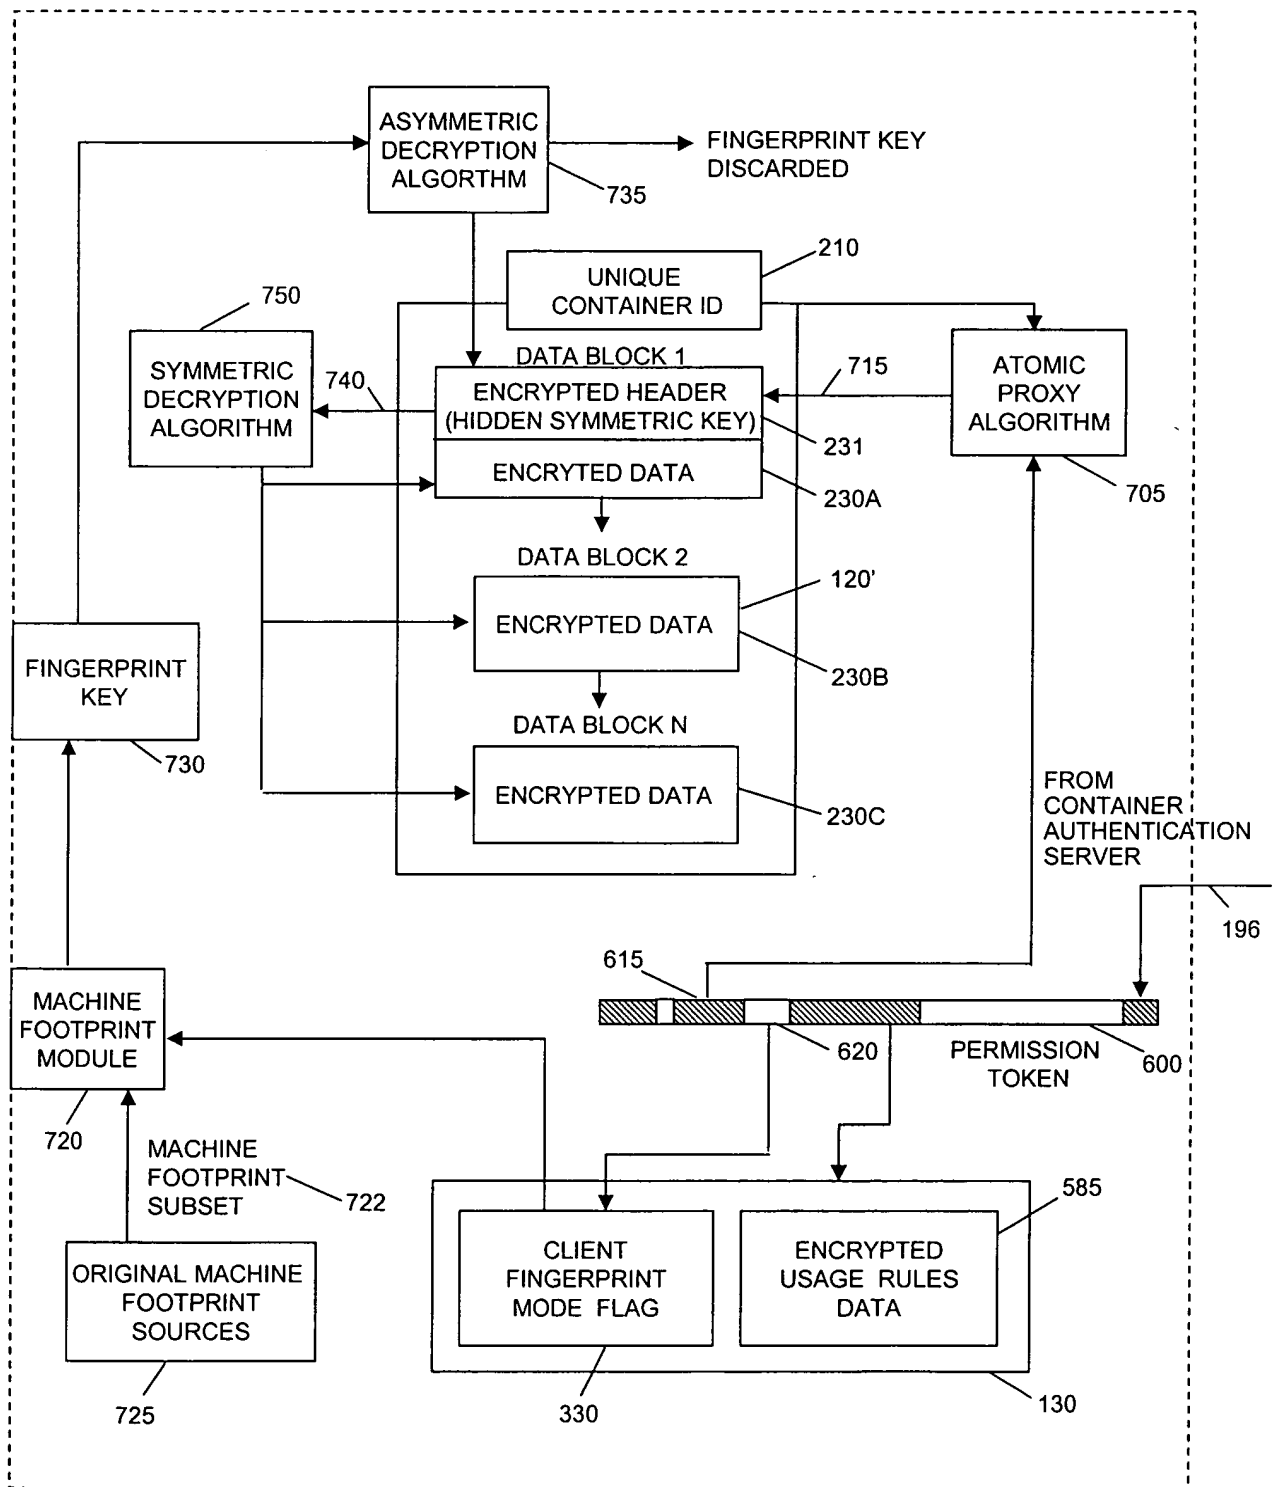 ASYMMETRIC
DECRYPTION
ALGORTHM
735
FINGERPRINT KEY
DISCARDED
210
UNIQUE
CONTAINER ID
750
SYMMETRIC
DECRYPTION
ALGORITHM
740
DATA BLOCK 1
ENCRYPTED HEADER
(HIDDEN SYMMETRIC KEY)
231
715
ATOMIC
PROXY
ALGORITHM
705
ENCRYTED DATA
230A
DATA BLOCK 2
120'
ENCRYPTED DATA
230B
DATA BLOCK N
ENCRYPTED DATA
230C
FINGERPRINT
KEY
730
FROM
CONTAINER
AUTHENTICATION
SERVER
196
615
620
PERMISSION
TOKEN
600
MACHINE
FOOTPRINT
MODULE
720
MACHINE
FOOTPRINT
SUBSET
722
ORIGINAL MACHINE
FOOTPRINT
SOURCES
725
CLIENT
FINGERPRINT
MODE FLAG
330
585
ENCRYPTED
USAGE RULES
DATA
130